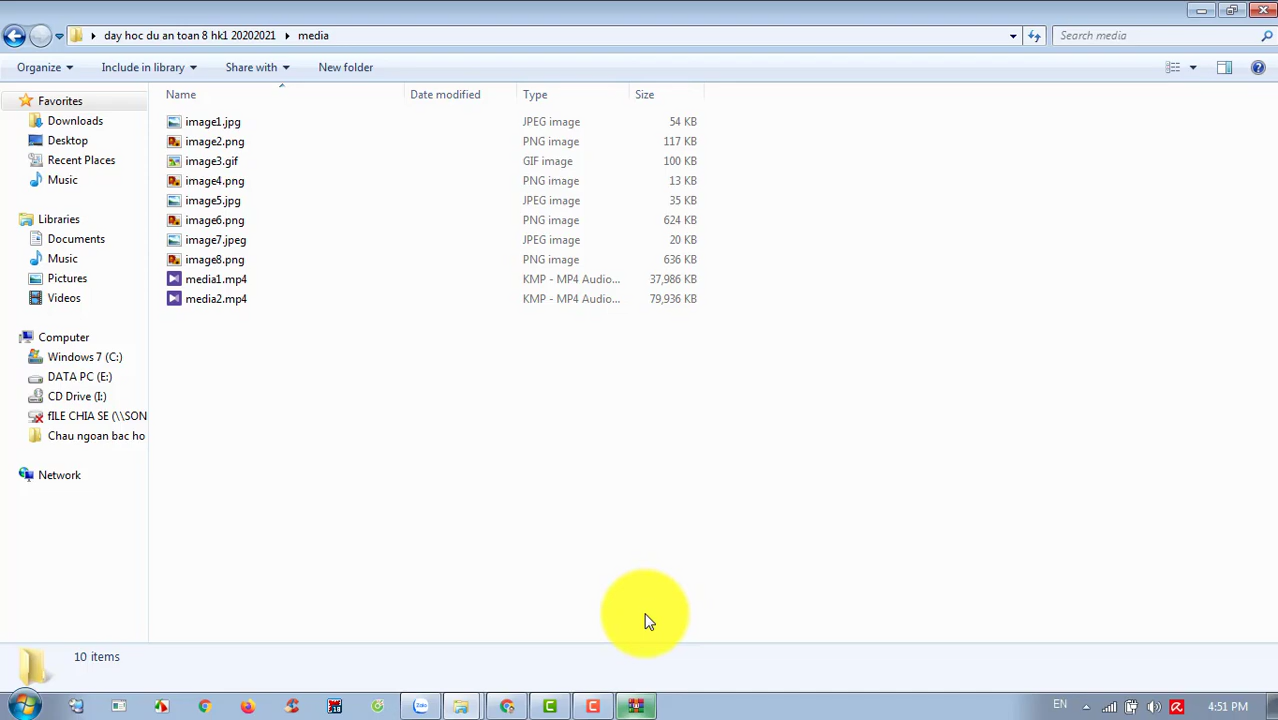 day hoc du an toan 8 hk1 20202021 media
Search media
Organize Include in library Share with New folder
Name Date modified Type Size
Favorites
Downloads
Desktop
Recent Places
Music
Libraries
Documents
Music
Pictures
Videos
Computer
Windows 7 (C:)
DATA PC (E:)
CD Drive (I:)
fILE CHIA SE (\\SON
Chau ngoan bac ho
Network
image1.jpg JPEG image 54 KB
image2.png PNG image 117 KB
image3.gif GIF image 100 KB
image4.png PNG image 13 KB
image5.jpg JPEG image 35 KB
image6.png PNG image 624 KB
image7.jpeg JPEG image 20 KB
image8.png PNG image 636 KB
media1.mp4 KMP - MP4 Audio... 37,986 KB
media2.mp4 KMP - MP4 Audio... 79,936 KB
10 items
Zalo
EN 4:51 PM